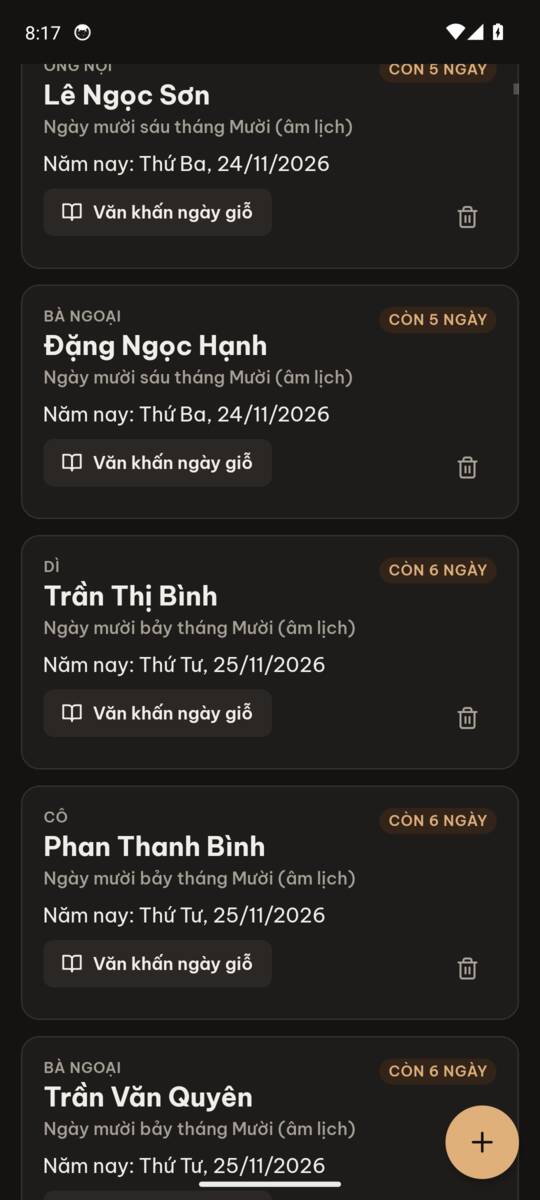 8:17
ÔNG NỘI
CÒN 5 NGÀY
Lê Ngọc Sơn
Ngày mười sáu tháng Mười (âm lịch)
Năm nay: Thứ Ba, 24/11/2026
Văn khấn ngày giỗ
BÀ NGOẠI
CÒN 5 NGÀY
Đặng Ngọc Hạnh
Ngày mười sáu tháng Mười (âm lịch)
Năm nay: Thứ Ba, 24/11/2026
Văn khấn ngày giỗ
DÌ
CÒN 6 NGÀY
Trần Thị Bình
Ngày mười bảy tháng Mười (âm lịch)
Năm nay: Thứ Tư, 25/11/2026
Văn khấn ngày giỗ
CÔ
CÒN 6 NGÀY
Phan Thanh Bình
Ngày mười bảy tháng Mười (âm lịch)
Năm nay: Thứ Tư, 25/11/2026
Văn khấn ngày giỗ
BÀ NGOẠI
CÒN 6 NGÀY
Trần Văn Quyên
Ngày mười bảy tháng Mười (âm lịch)
Năm nay: Thứ Tư, 25/11/2026